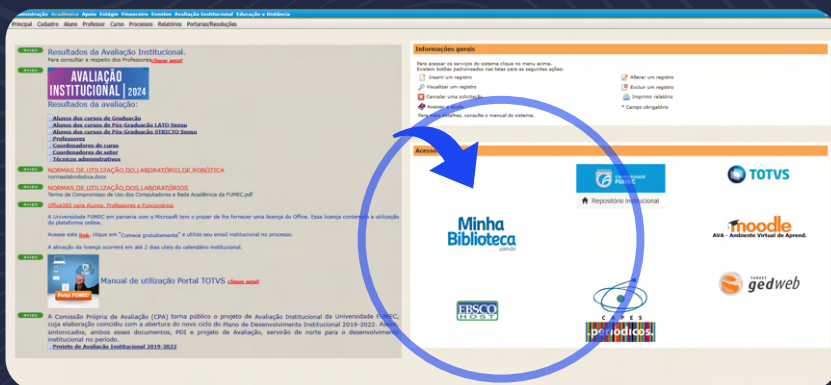 Administração Acadêmico Apoio Estágio Financeiro Eventos Avaliação Institucional Educação a Distância
Principal Cadastro Aluno Professor Curso Processos Relatórios Portarias/Resoluções
AVISO
Resultados da Avaliação Institucional.
Para consultar a respeito dos Professores clique aqui!
AVISO
AVALIAÇÃO
INSTITUCIONAL 2024
Resultados da avaliação:
Alunos dos cursos de Graduação
Alunos dos cursos de Pós-Graduação LATO Sensu
Alunos dos cursos de Pós-Graduação STRICTO Sensu
Professores
Coordenadores de curso
Coordenadores de setor
Técnicos administrativos
AVISO
NORMAS DE UTILIZAÇÃO DO LABORATÓRIO DE ROBÓTICA
normaslabrobotica.docx
AVISO
NORMAS DE UTILIZAÇÃO DOS LABORATÓRIOS
Termo de Compromisso de Uso dos Computadores e Rede Acadêmica da FUMEC.pdf
AVISO
Office365 para Alunos, Professores e Funcionários
A Universidade FUMEC em parceria com a Microsoft tem o prazer de lhe fornecer uma licença do Office. Essa licença contempla a utilização
da plataforma online.
Acesse este link, clique em "Comece gratuitamente" e utilize seu email institucional no processo.
A ativação da licença ocorrerá em até 2 dias uteis do calendário institucional.
AVISO
Portal FUMEC
Manual de utilização Portal TOTVS clique aqui!
AVISO
A Comissão Própria de Avaliação (CPA) torna público o projeto de Avaliação Institucional da Universidade FUMEC,
cuja elaboração coincidiu com a abertura do novo ciclo do Plano de Desenvolvimento Institucional 2019-2022. Assim,
sintonizados, ambos esses documentos, PDI e projeto de Avaliação, servirão de norte para o desenvolvimento
institucional no período.
Projeto de Avaliação Institucional 2019-2022
Informações gerais
Para acessar os serviços do sistema clique no menu acima.
Existem botões padronizados nas telas para as seguintes ações:
Inserir um registro
Alterar um registro
Visualizar um registro
Excluir um registro
Cancelar uma solicitação
Imprimir relatório
Acessar a ajuda
* Campo obrigatório
Para mais detalhes, consulte o manual do sistema.
UNIVERSIDADE
FUMEC
Repositório Institucional
TOTVS
Minha
Biblioteca
.com.br
moodle
AVA - Ambiente Virtual de Aprend.
EBSCO
HOST
CAPES
.periodicos.
TARGET
gedweb